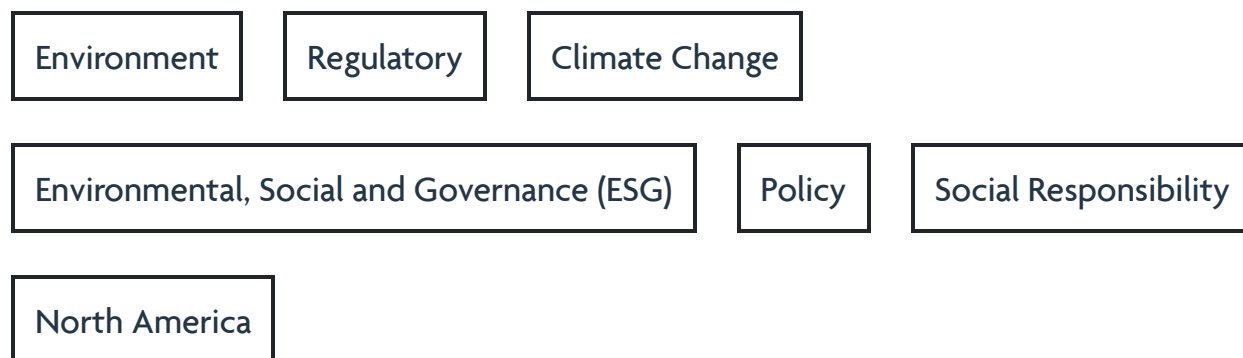 Environment Regulatory Climate Change
Environmental, Social and Governance (ESG) Policy Social Responsibility
North America